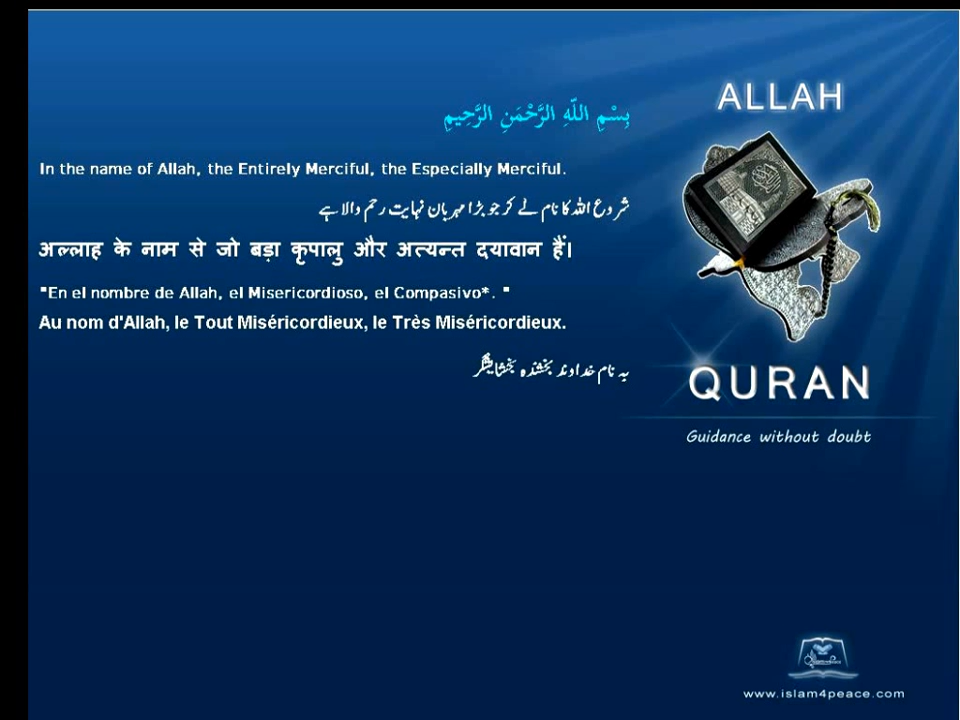 بِسْمِ اللّهِ الرَّحْمَنِ الرَّحِيمِ
In the name of Allah, the Entirely Merciful, the Especially Merciful.
شروع الله کا نام لے کر جو بڑا مہربان نہایت رحم والا ہے
अल्लाह के नाम से जो बड़ा कृपालु और अत्यन्त दयावान हैं।
"En el nombre de Allah, el Misericordioso, el Compasivo*. "
Au nom d'Allah, le Tout Miséricordieux, le Très Miséricordieux.
به نام خداوند بخشنده بخشایشگر
ALLAH
QURAN
Guidance without doubt
www.islam4peace.com